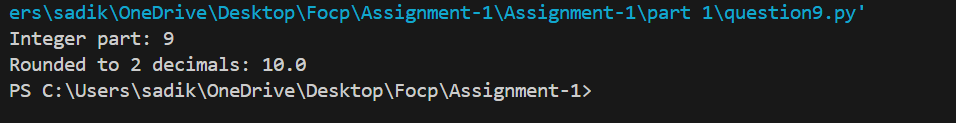 ers\sadik\OneDrive\Desktop\Focp\Assignment-1\Assignment-1\part 1\question9.py'
Integer part: 9
Rounded to 2 decimals: 10.0
PS C:\Users\sadik\OneDrive\Desktop\Focp\Assignment-1>